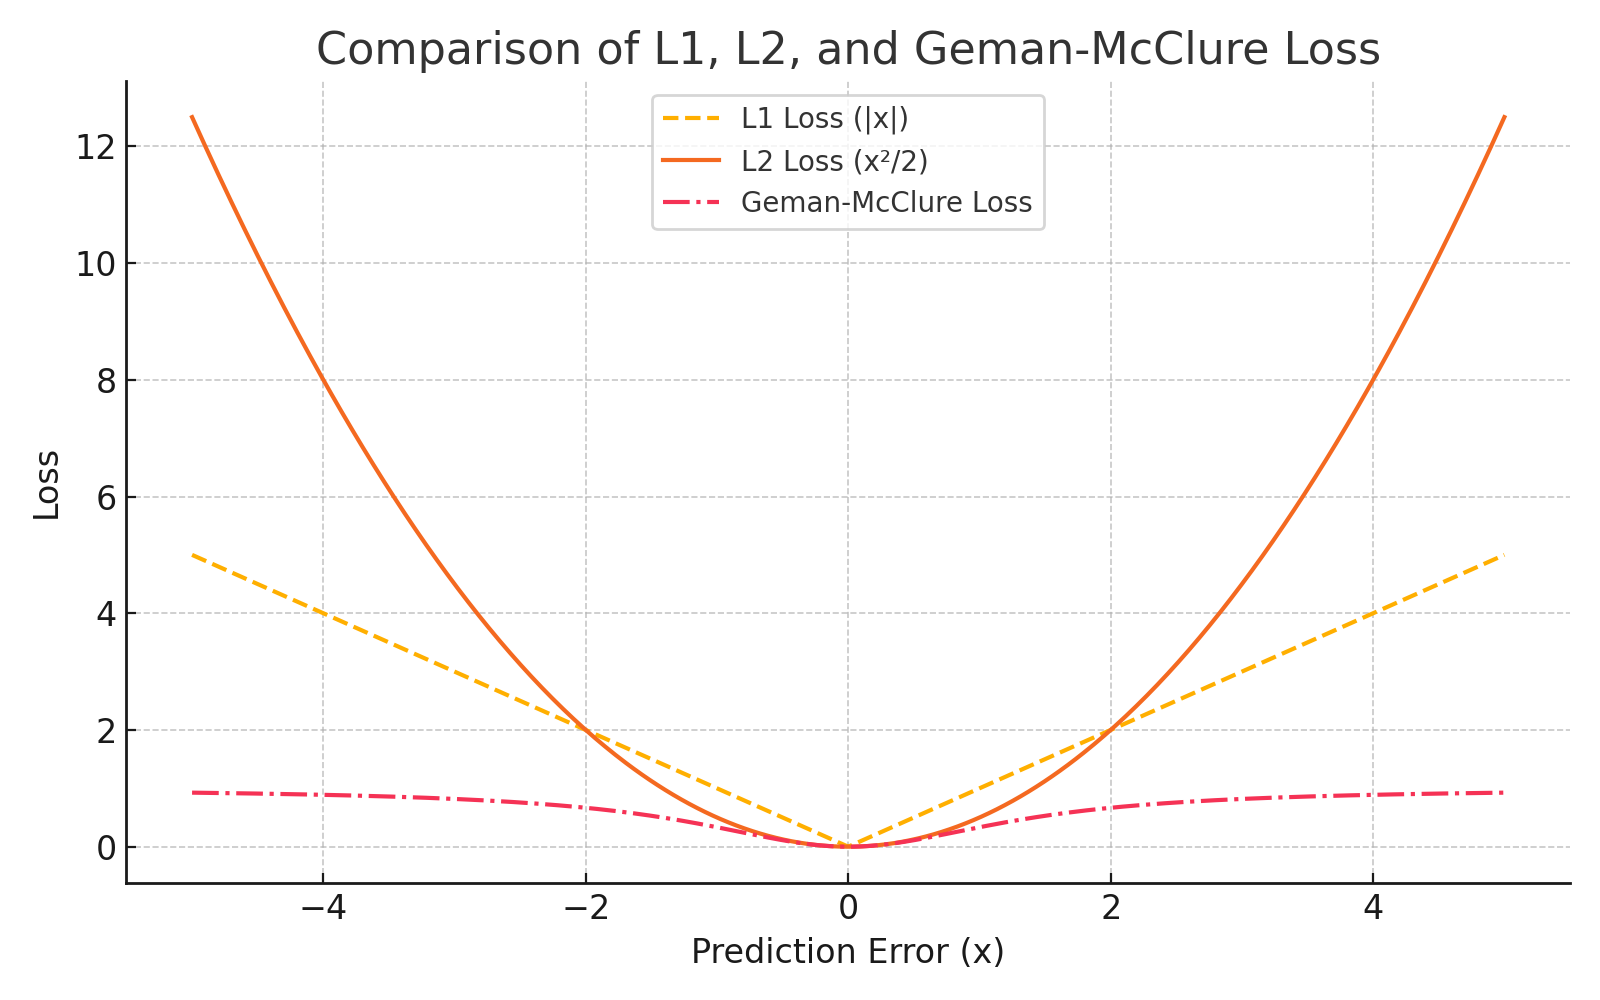 Comparison of L1, L2, and Geman-McClure Loss
L1 Loss (|x|)
L2 Loss (x²/2)
Geman-McClure Loss
12
10
8
6
4
2
0
Loss
−4
−2
0
2
4
Prediction Error (x)